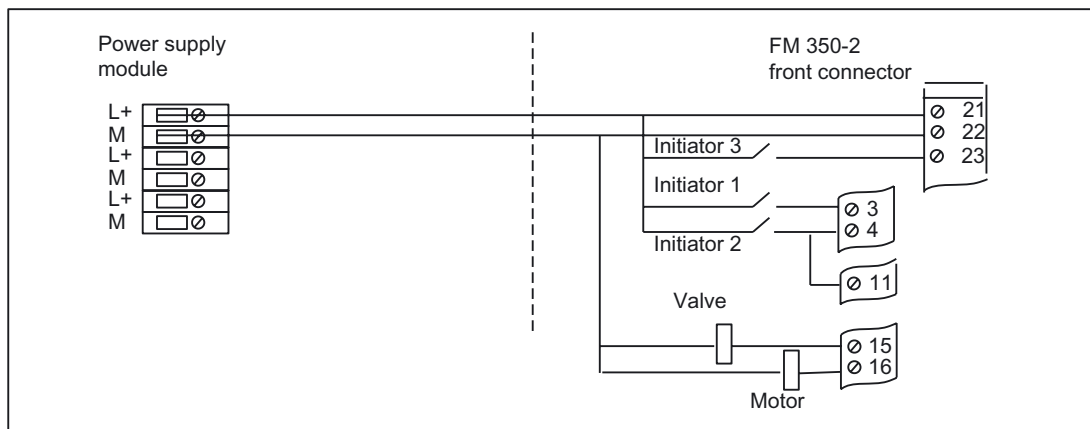 Power supply
module
FM 350-2
front connector
L+
M
L+
M
L+
M
21
22
23
Initiator 3
Initiator 1
3
4
Initiator 2
11
Valve
15
16
Motor